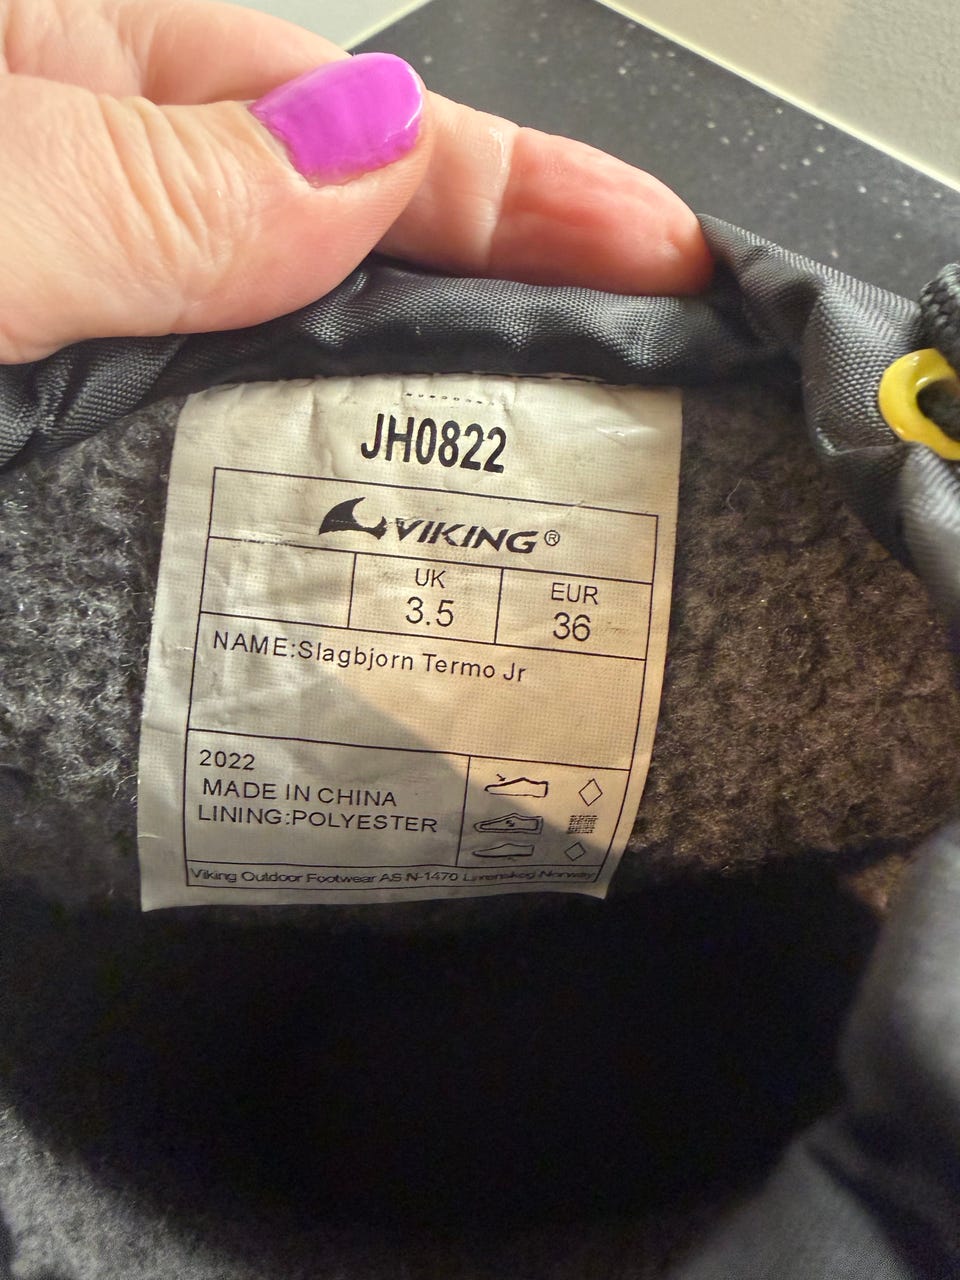 JH0822
VIKING®
UK
3.5
EUR
36
NAME:Slagbjorn Termo Jr
2022
MADE IN CHINA
LINING:POLYESTER
Viking Outdoor Footwear AS N-1470 Lørenskog Norway